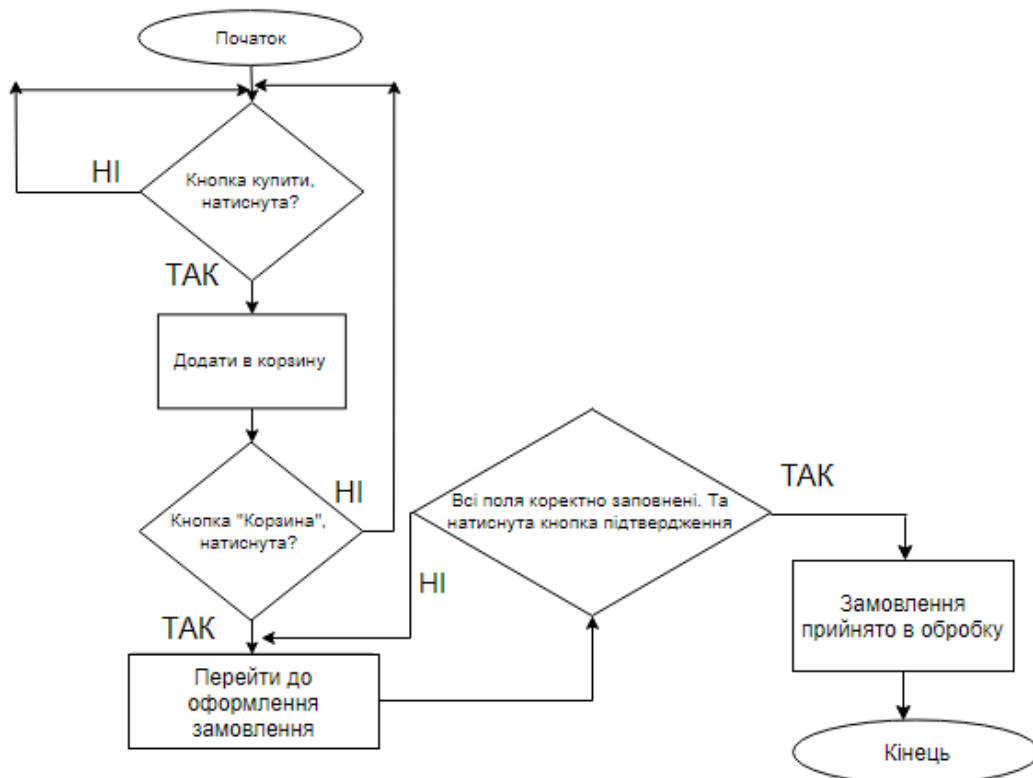 Початок
НІ
Кнопка купити,
натиснута?
ТАК
Додати в корзину
НІ
Кнопка "Корзина",
натиснута?
ТАК
Перейти до
оформлення
замовлення
Всі поля коректно заповнені. Та
натиснута кнопка підтвердження
НІ
ТАК
Замовлення
прийнято в обробку
Кінець